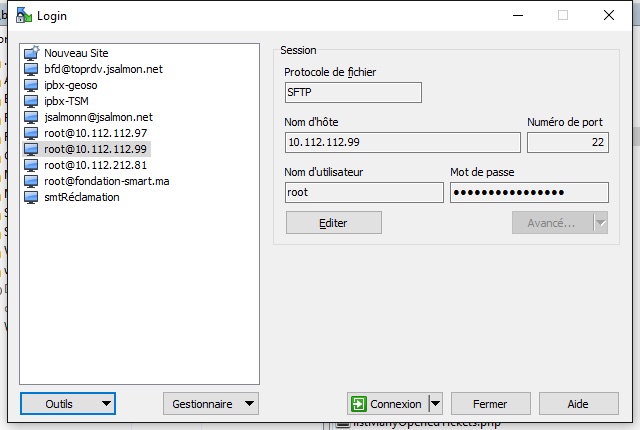 Login
Nouveau Site
bfd@toprdv.jsalmon.net
ipbx-geoso
ipbx-TSM
jsalmonn@jsalmon.net
root@10.112.112.97
root@10.112.112.99
root@10.112.212.81
root@fondation-smart.ma
smtRéclamation
Session
Protocole de fichier
SFTP
Nom d'hôte
Numéro de port
10.112.112.99
22
Nom d'utilisateur
Mot de passe
root
●●●●●●●●●●●●●●●●
Editer
Avancé...
Outils
Gestionnaire
Connexion
Fermer
Aide